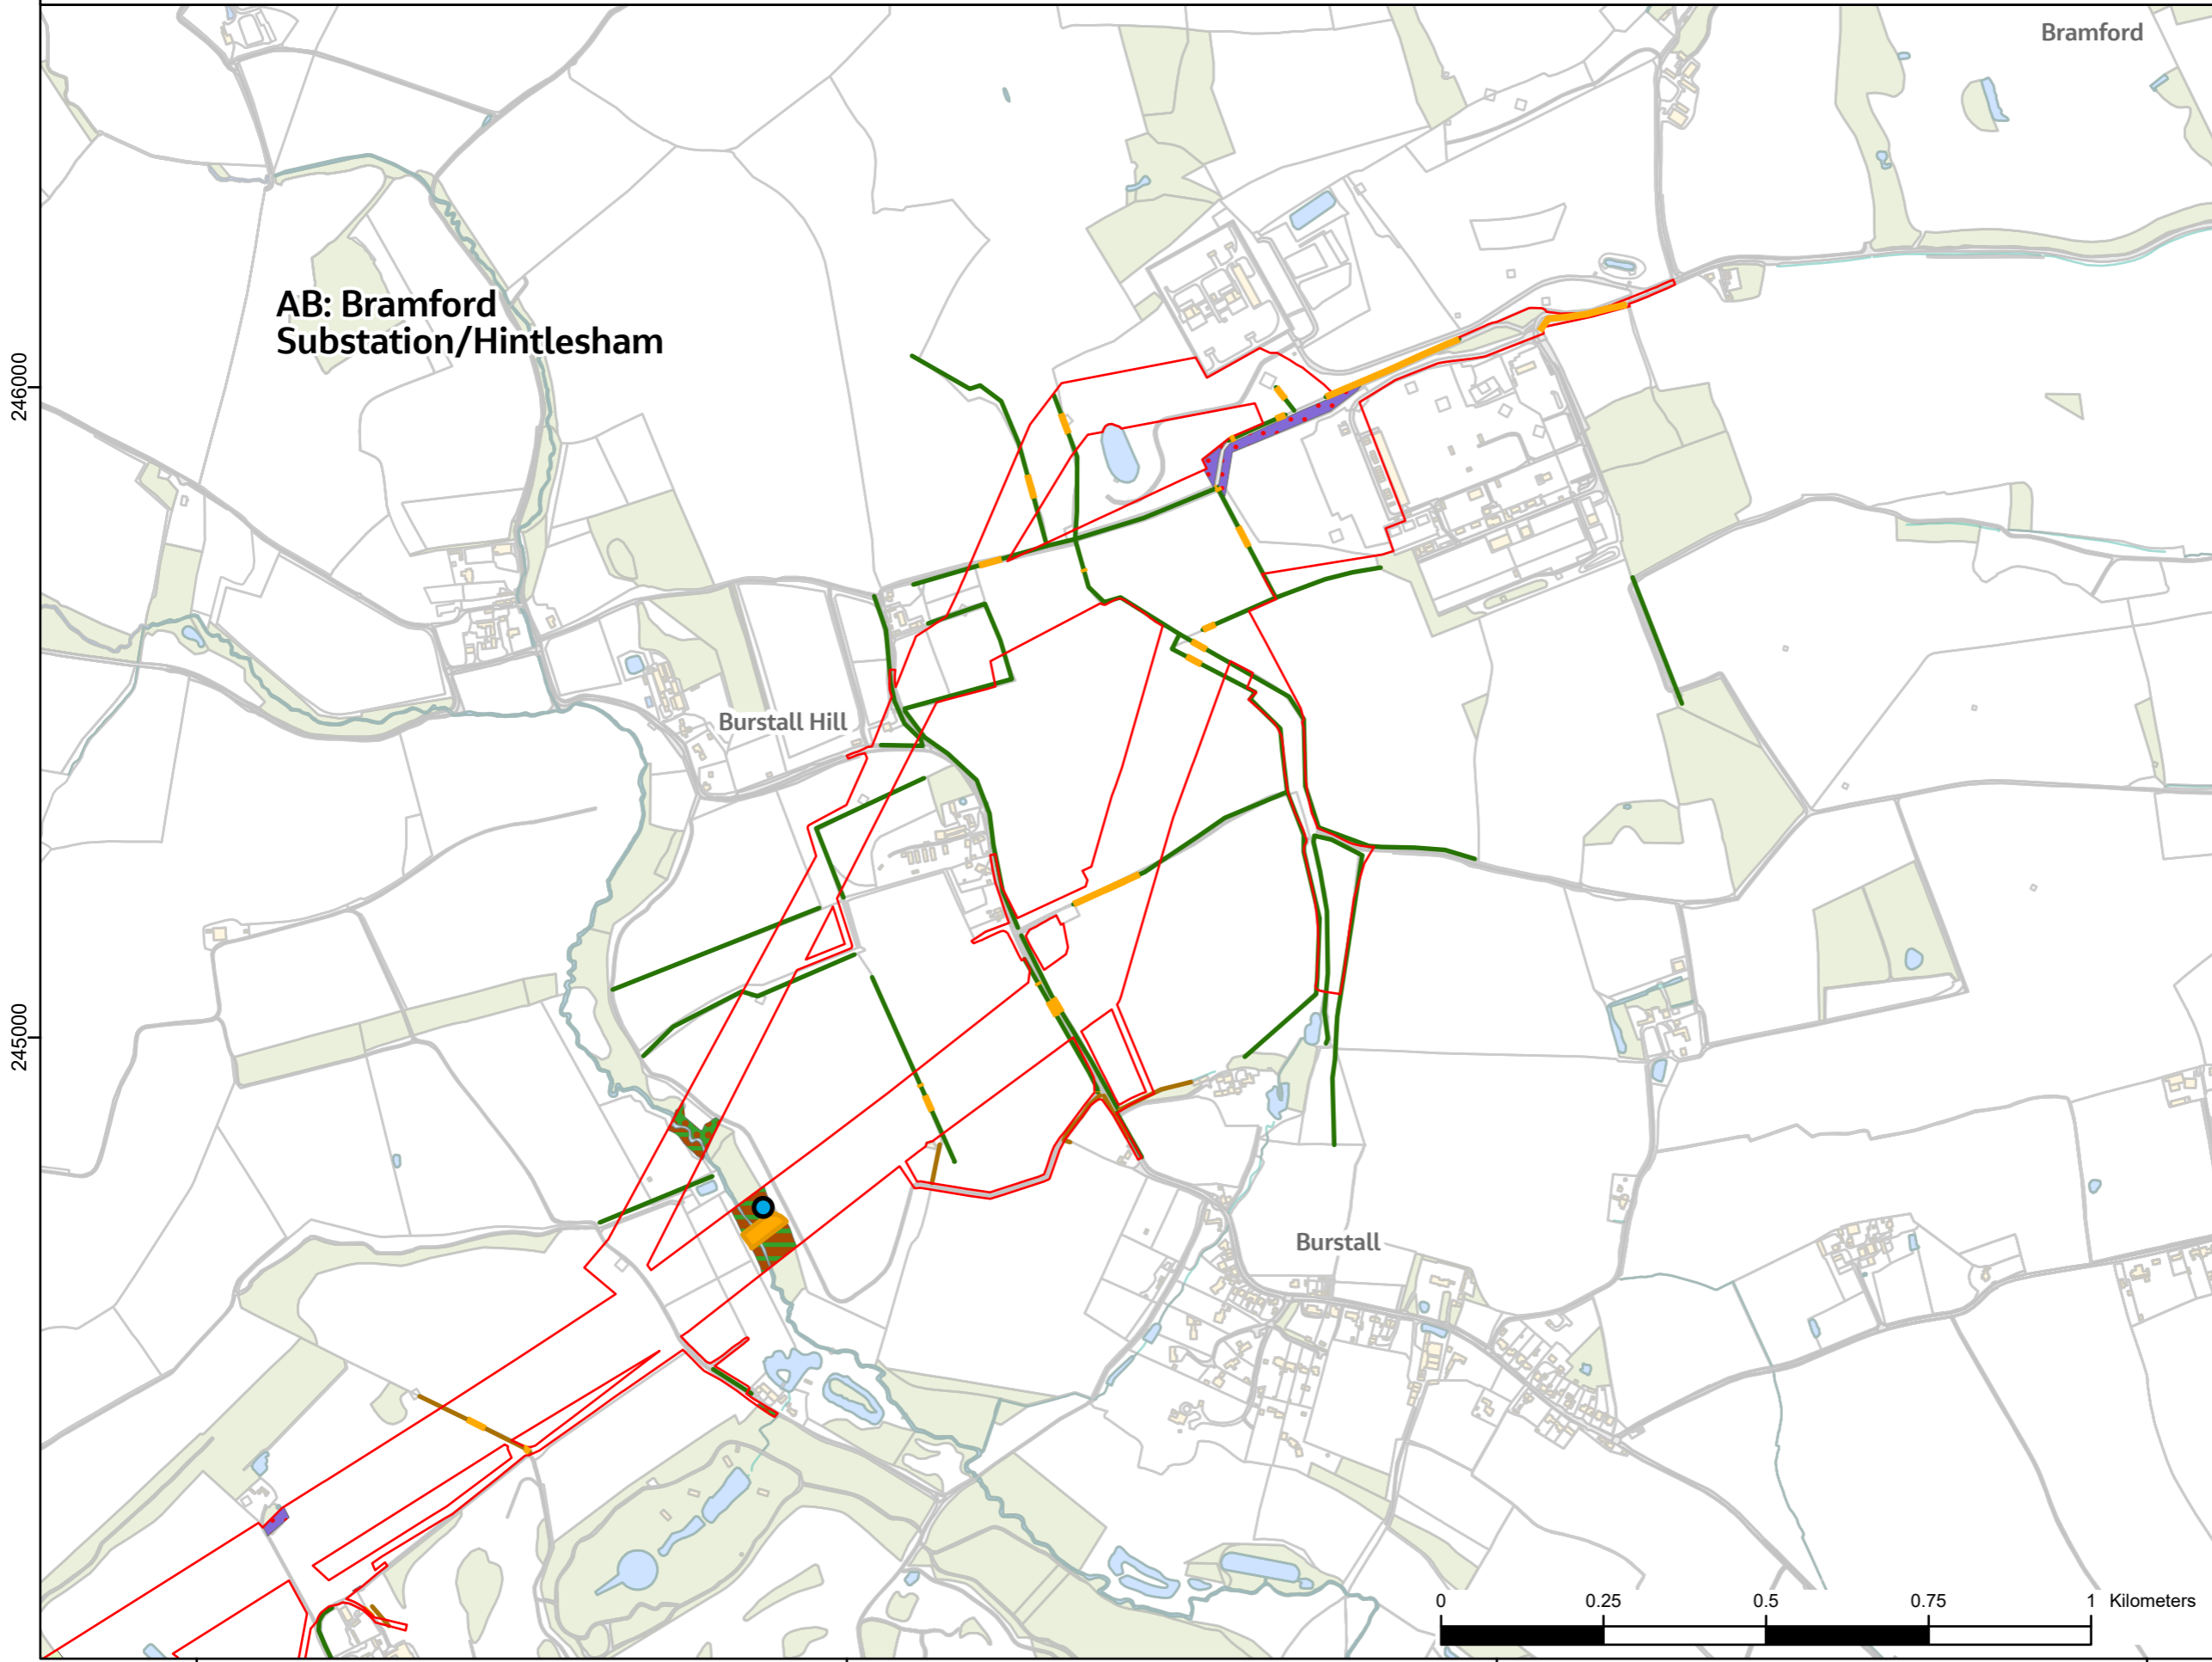 Bramford
AB: Bramford
Substation/Hintlesham
246000
Burstall Hill
245000
Burstall
0 0.25 0.5 0.75 1 Kilometers